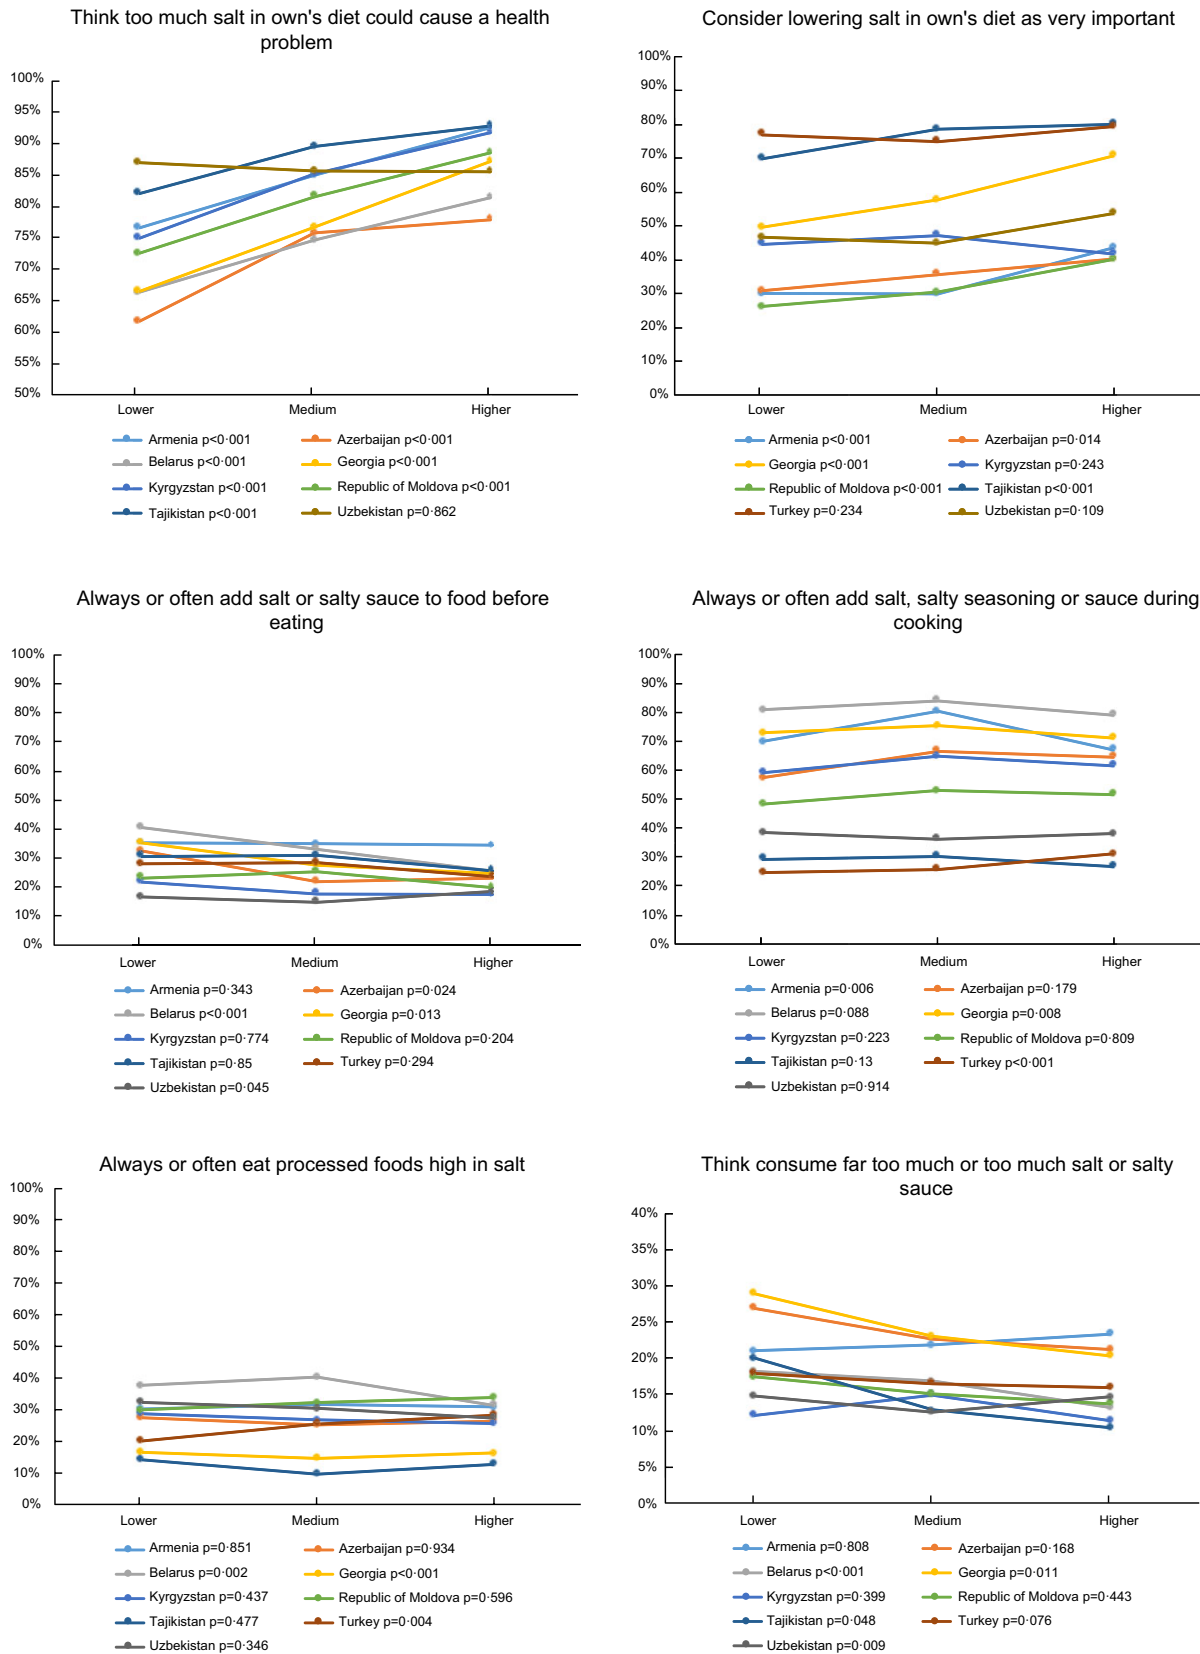 Think too much salt in own's diet could cause a health
problem
100%
95%
90%
85%
80%
75%
70%
65%
60%
55%
50%
Lower Medium Higher
Armenia p<0·001 Azerbaijan p<0·001
Belarus p<0·001 Georgia p<0·001
Kyrgyzstan p<0·001 Republic of Moldova p<0·001
Tajikistan p<0·001 Uzbekistan p=0·862
Consider lowering salt in own's diet as very important
100%
90%
80%
70%
60%
50%
40%
30%
20%
10%
0%
Lower Medium Higher
Armenia p<0·001 Azerbaijan p=0·014
Georgia p<0·001 Kyrgyzstan p=0·243
Republic of Moldova p<0·001 Tajikistan p<0·001
Turkey p=0·234 Uzbekistan p=0·109
Always or often add salt or salty sauce to food before
eating
100%
90%
80%
70%
60%
50%
40%
30%
20%
10%
0%
Lower Medium Higher
Armenia p=0·343 Azerbaijan p=0·024
Belarus p<0·001 Georgia p=0·013
Kyrgyzstan p=0·774 Republic of Moldova p=0·204
Tajikistan p=0·85 Turkey p=0·294
Uzbekistan p=0·045
Always or often add salt, salty seasoning or sauce during
cooking
100%
90%
80%
70%
60%
50%
40%
30%
20%
10%
0%
Lower Medium Higher
Armenia p=0·006 Azerbaijan p=0·179
Belarus p=0·088 Georgia p=0·008
Kyrgyzstan p=0·223 Republic of Moldova p=0·809
Tajikistan p=0·13 Turkey p<0·001
Uzbekistan p=0·914
Always or often eat processed foods high in salt
100%
90%
80%
70%
60%
50%
40%
30%
20%
10%
0%
Lower Medium Higher
Armenia p=0·851 Azerbaijan p=0·934
Belarus p=0·002 Georgia p<0·001
Kyrgyzstan p=0·437 Republic of Moldova p=0·596
Tajikistan p=0·477 Turkey p=0·004
Uzbekistan p=0·346
Think consume far too much or too much salt or salty
sauce
40%
35%
30%
25%
20%
15%
10%
5%
0%
Lower Medium Higher
Armenia p=0·808 Azerbaijan p=0·168
Belarus p<0·001 Georgia p=0·011
Kyrgyzstan p=0·399 Republic of Moldova p=0·443
Tajikistan p=0·048 Turkey p=0·076
Uzbekistan p=0·009